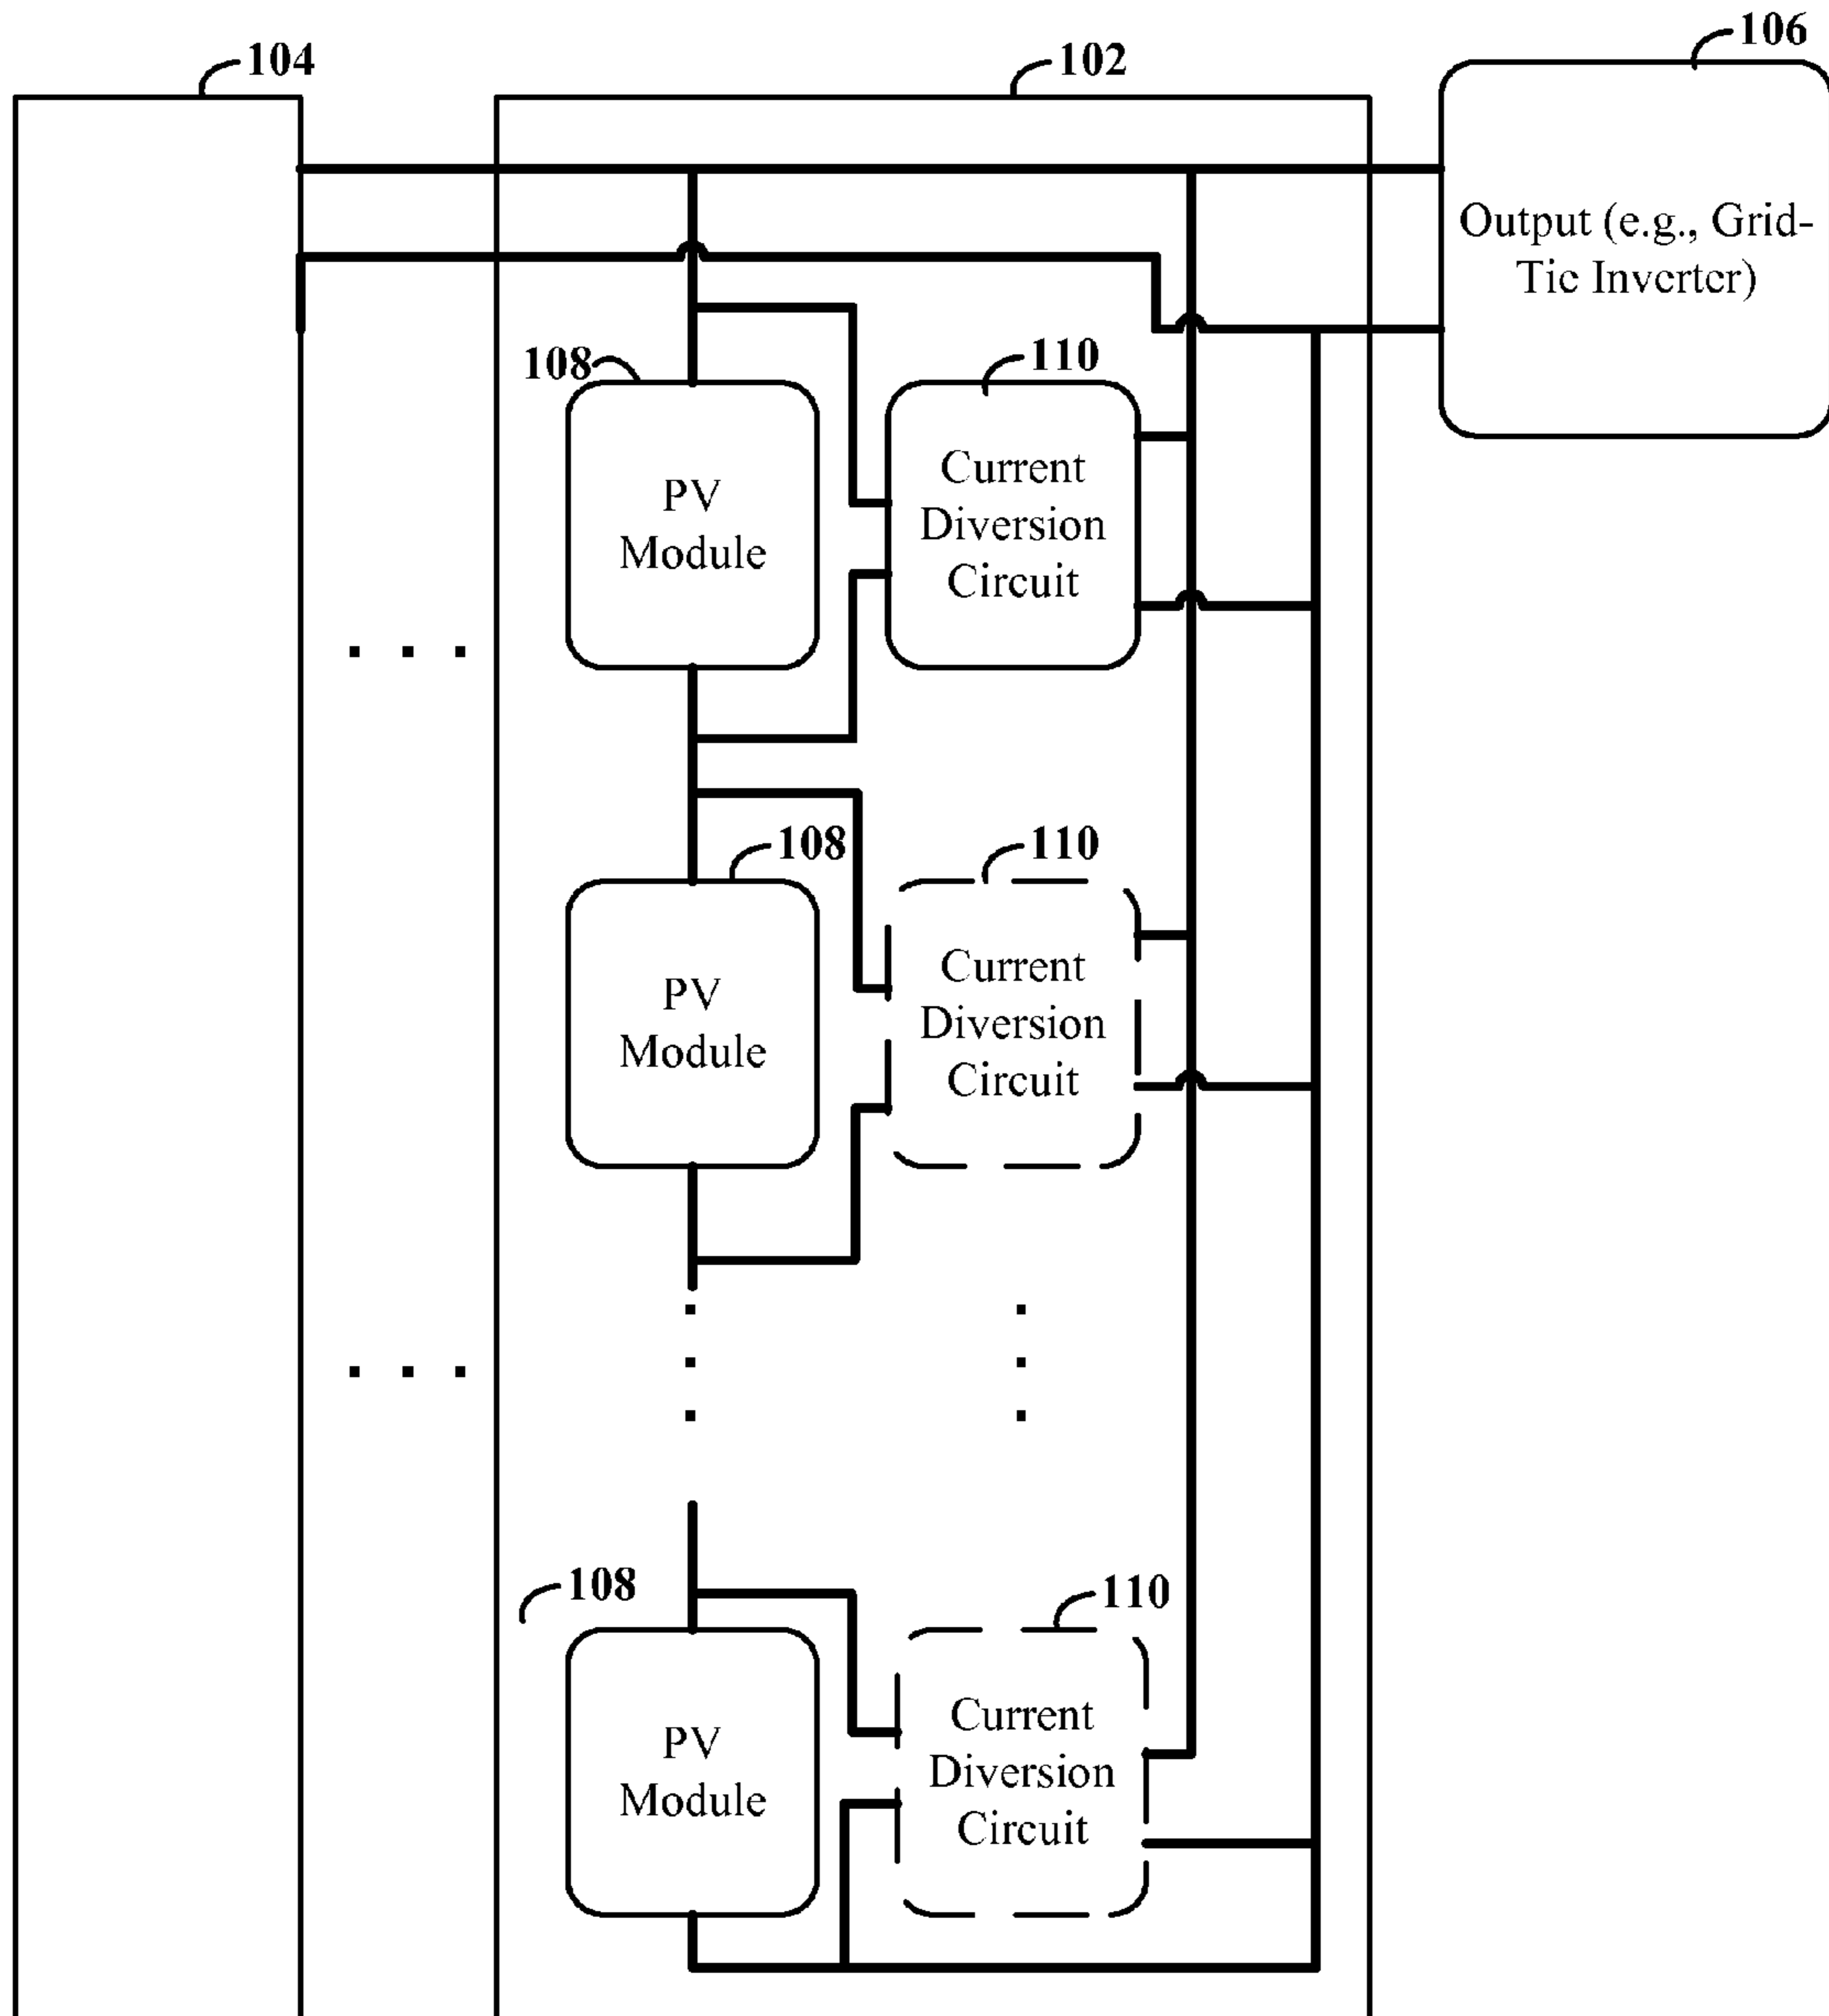 104
102
106
Output (e.g., Grid-
Tie Inverter)
108
110
PV
Module
Current
Diversion
Circuit
108
110
PV
Module
Current
Diversion
Circuit
108
110
PV
Module
Current
Diversion
Circuit